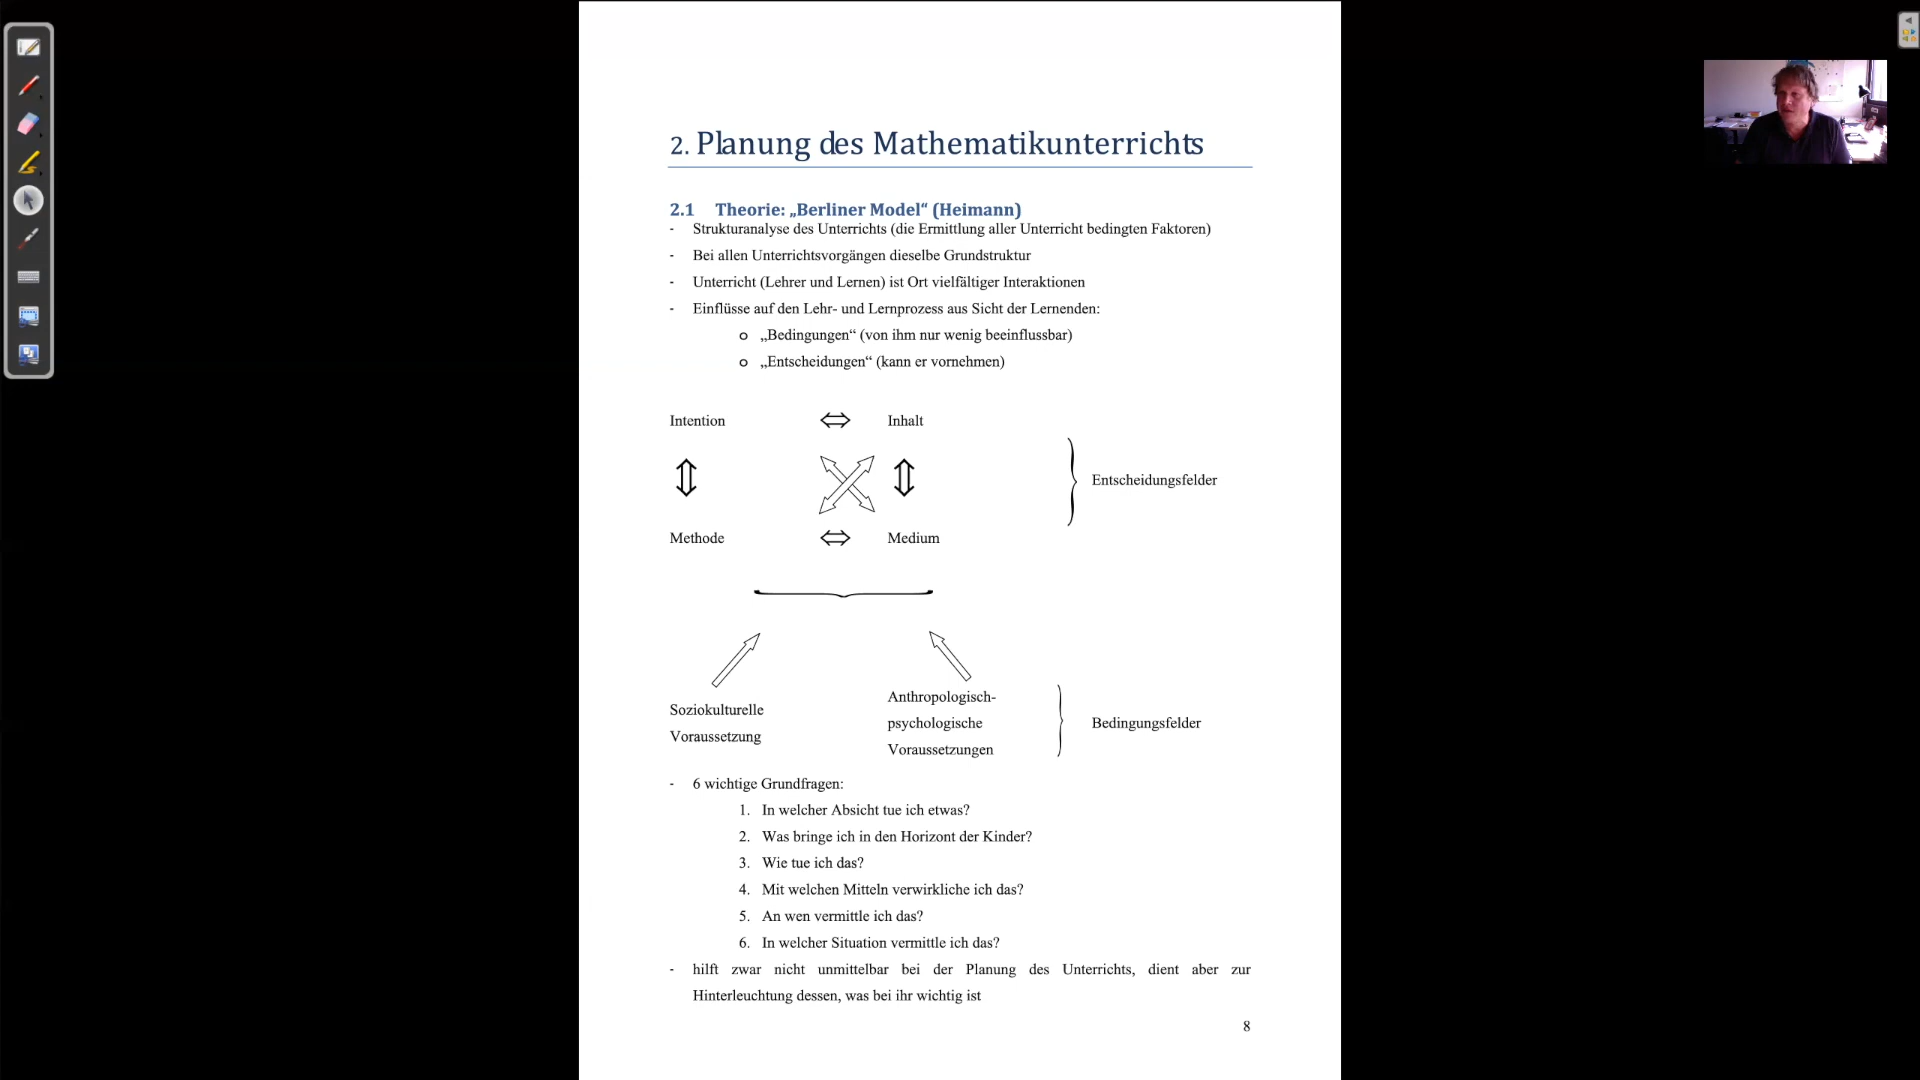 2. Planung des Mathematikunterrichts
2.1 Theorie: „Berliner Model“ (Heimann)
- Strukturanalyse des Unterrichts (die Ermittlung aller Unterricht bedingten Faktoren)
- Bei allen Unterrichtsvorgängen dieselbe Grundstruktur
- Unterricht (Lehrer und Lernen) ist Ort vielfältiger Interaktionen
- Einflüsse auf den Lehr- und Lernprozess aus Sicht der Lernenden:
o „Bedingungen“ (von ihm nur wenig beeinflussbar)
o „Entscheidungen“ (kann er vornehmen)
Intention Inhalt
Entscheidungsfelder
Methode Medium
Soziokulturelle
Voraussetzung
Anthropologisch-
psychologische
Voraussetzungen
Bedingungsfelder
- 6 wichtige Grundfragen:
1. In welcher Absicht tue ich etwas?
2. Was bringe ich in den Horizont der Kinder?
3. Wie tue ich das?
4. Mit welchen Mitteln verwirkliche ich das?
5. An wen vermittle ich das?
6. In welcher Situation vermittle ich das?
- hilft zwar nicht unmittelbar bei der Planung des Unterrichts, dient aber zur
Hinterleuchtung dessen, was bei ihr wichtig ist
8